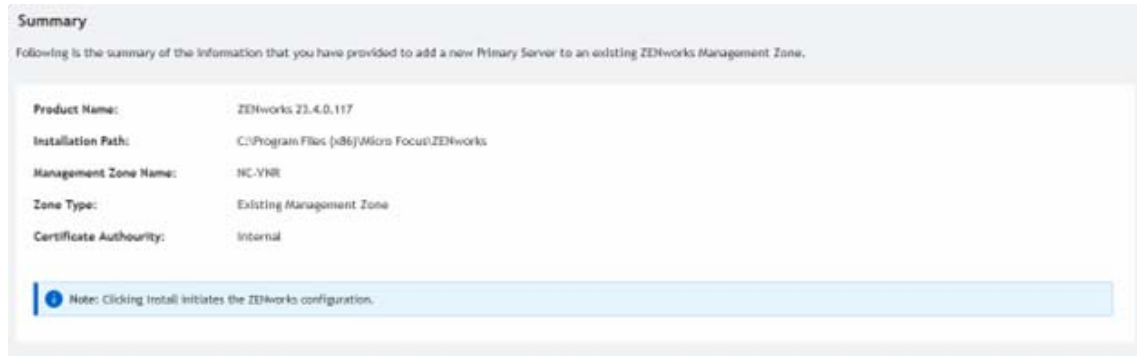 Summary
Following is the summary of the information that you have provided to add a new Primary Server to an existing ZENworks Management Zone.
Product Name: ZENworks 23.4.0.117
Installation Path: C:\Program Files (x86)\Micro Focus\ZENworks
Management Zone Name: NC-VNR
Zone Type: Existing Management Zone
Certificate Authourity: Internal
Note: Clicking Install initiates the ZENworks configuration.